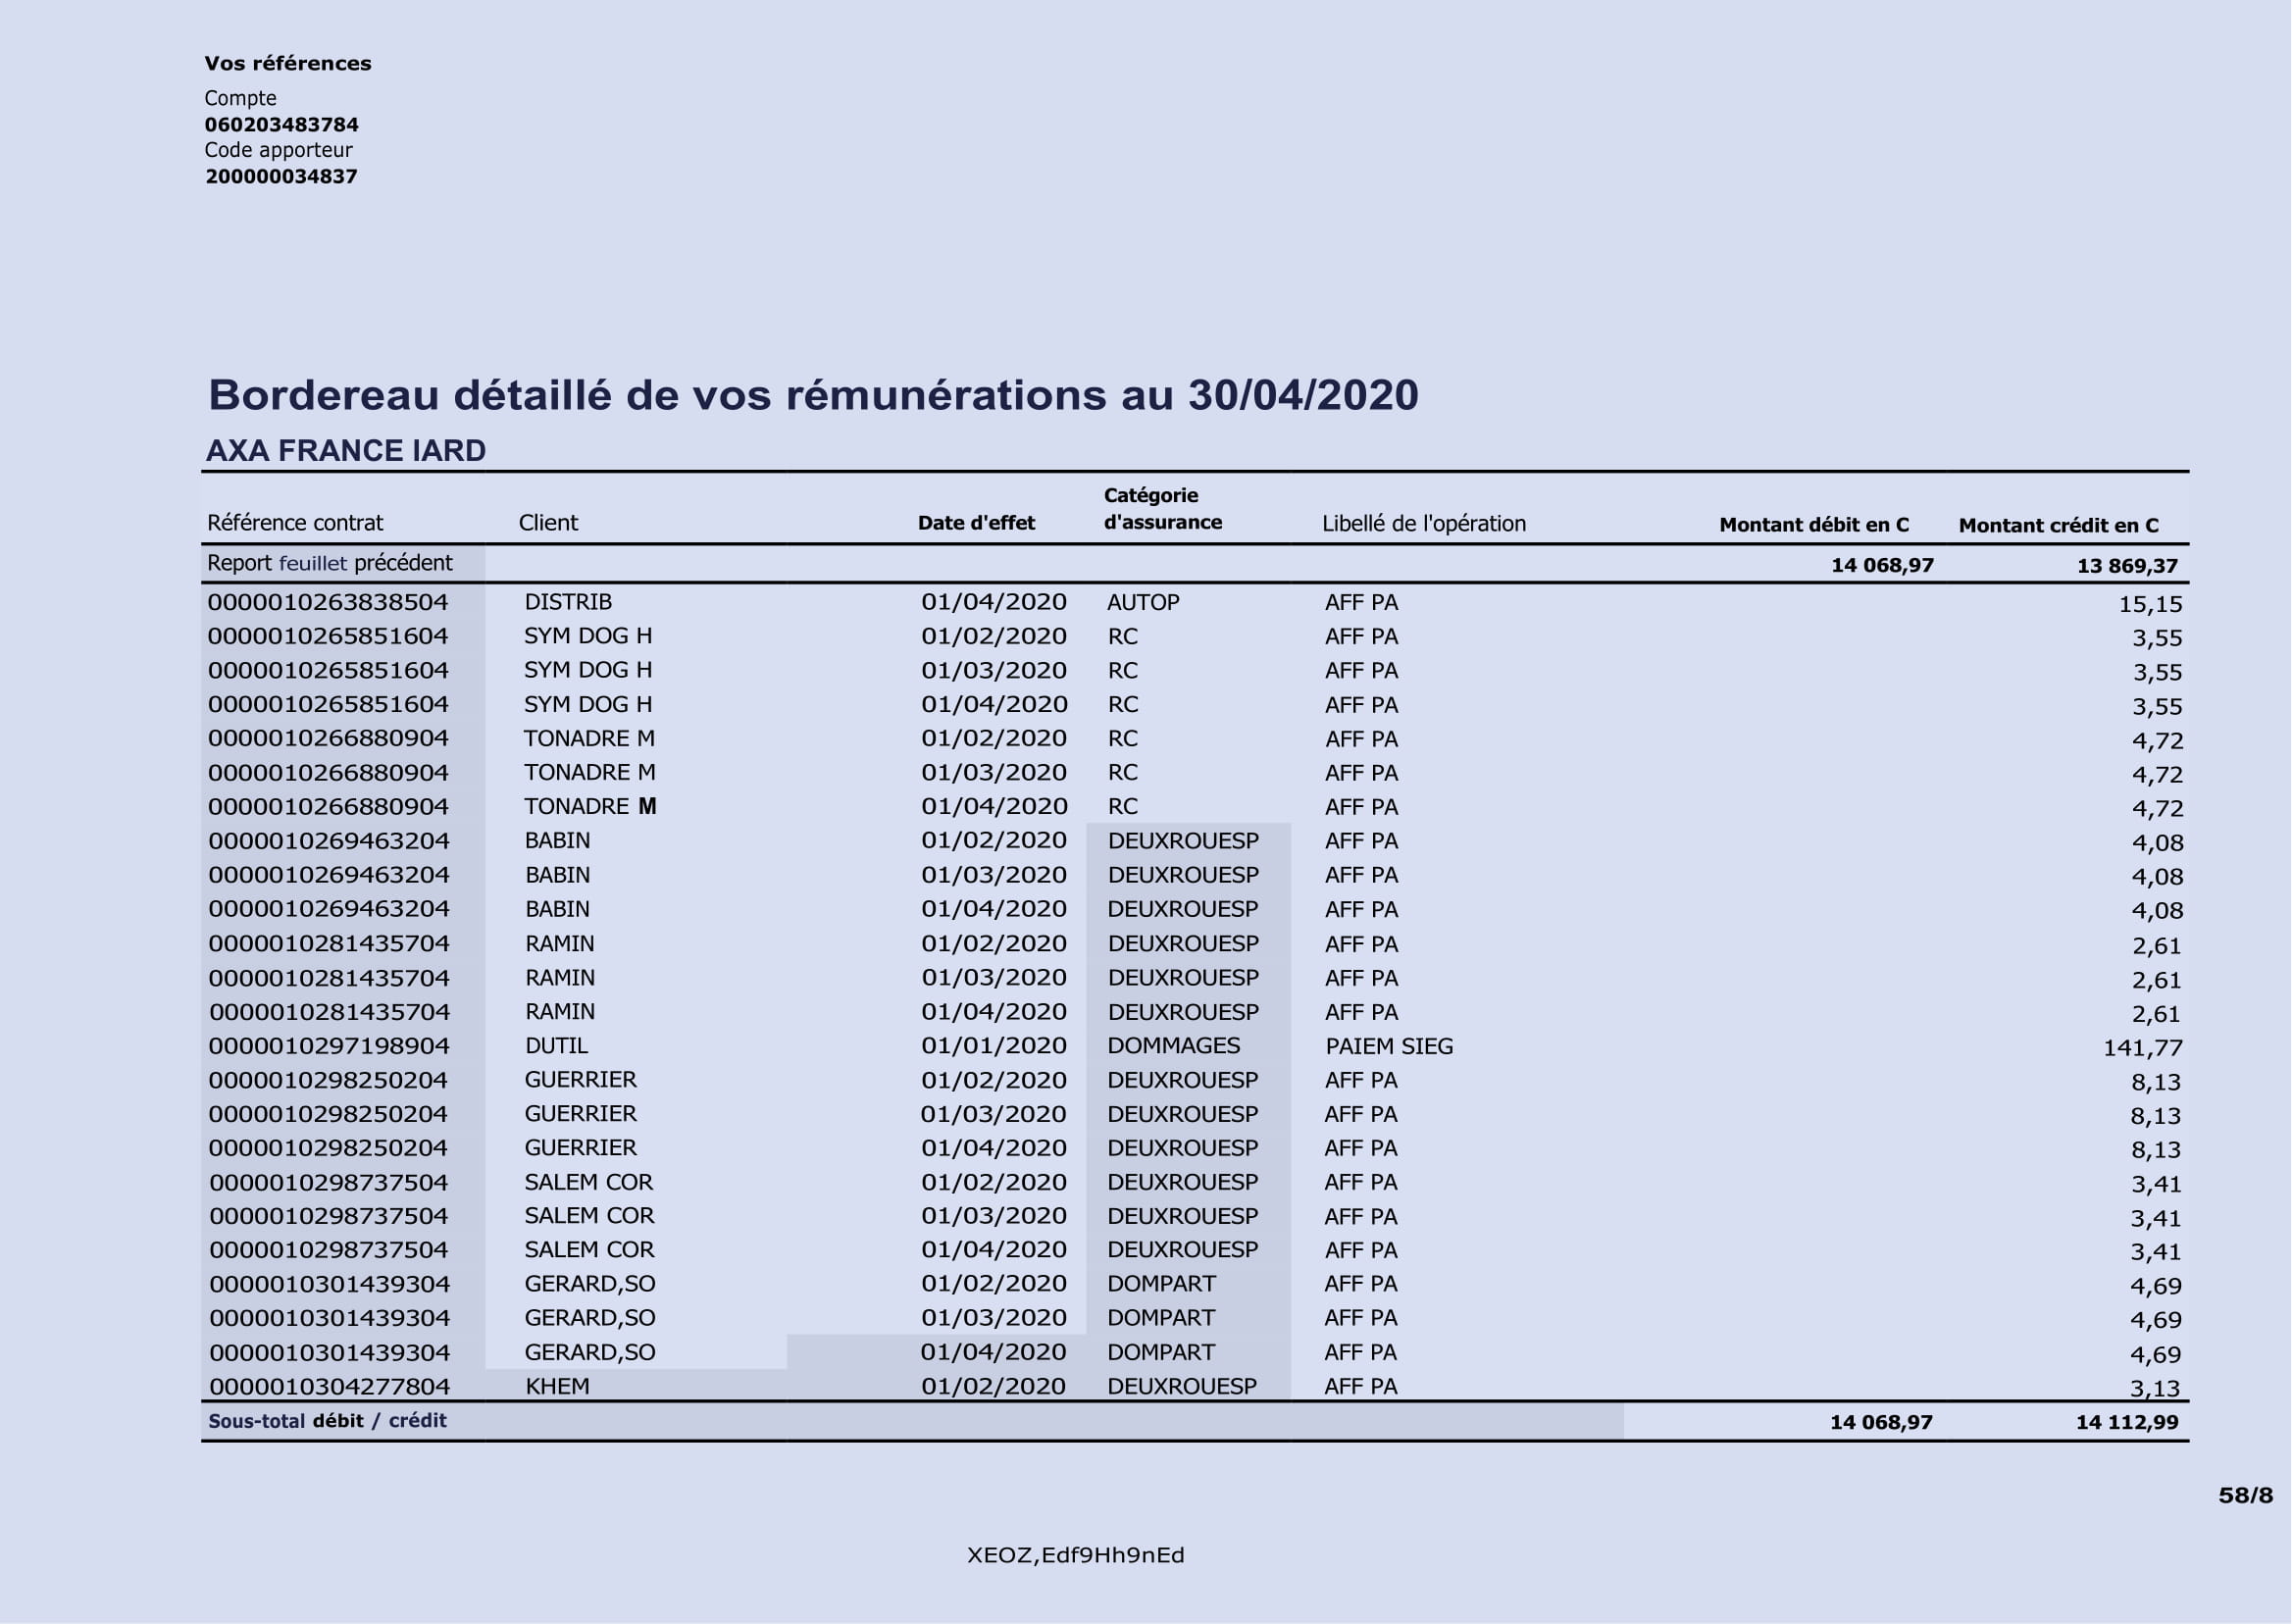 Vos références
Compte
060203483784
Code apporteur
200000034837
Bordereau détaillé de vos rémunérations au 30/04/2020
AXA FRANCE IARD
Référence contrat Client Date d'effet Catégorie d'assurance Libellé de l'opération Montant débit en C Montant crédit en C
Report feuillet précédent 14 068,97 13 869,37
0000010263838504 DISTRIB 01/04/2020 AUTOP AFF PA 15,15
0000010265851604 SYM DOG H 01/02/2020 RC AFF PA 3,55
0000010265851604 SYM DOG H 01/03/2020 RC AFF PA 3,55
0000010265851604 SYM DOG H 01/04/2020 RC AFF PA 3,55
0000010266880904 TONADRE M 01/02/2020 RC AFF PA 4,72
0000010266880904 TONADRE M 01/03/2020 RC AFF PA 4,72
0000010266880904 TONADRE M 01/04/2020 RC AFF PA 4,72
0000010269463204 BABIN 01/02/2020 DEUXROUESP AFF PA 4,08
0000010269463204 BABIN 01/03/2020 DEUXROUESP AFF PA 4,08
0000010269463204 BABIN 01/04/2020 DEUXROUESP AFF PA 4,08
0000010281435704 RAMIN 01/02/2020 DEUXROUESP AFF PA 2,61
0000010281435704 RAMIN 01/03/2020 DEUXROUESP AFF PA 2,61
0000010281435704 RAMIN 01/04/2020 DEUXROUESP AFF PA 2,61
0000010297198904 DUTIL 01/01/2020 DOMMAGES PAIEM SIEG 141,77
0000010298250204 GUERRIER 01/02/2020 DEUXROUESP AFF PA 8,13
0000010298250204 GUERRIER 01/03/2020 DEUXROUESP AFF PA 8,13
0000010298250204 GUERRIER 01/04/2020 DEUXROUESP AFF PA 8,13
0000010298737504 SALEM COR 01/02/2020 DEUXROUESP AFF PA 3,41
0000010298737504 SALEM COR 01/03/2020 DEUXROUESP AFF PA 3,41
0000010298737504 SALEM COR 01/04/2020 DEUXROUESP AFF PA 3,41
0000010301439304 GERARD,SO 01/02/2020 DOMPART AFF PA 4,69
0000010301439304 GERARD,SO 01/03/2020 DOMPART AFF PA 4,69
0000010301439304 GERARD,SO 01/04/2020 DOMPART AFF PA 4,69
0000010304277804 KHEM 01/02/2020 DEUXROUESP AFF PA 3,13
Sous-total débit / crédit 14 068,97 14 112,99
58/8
XEOZ,Edf9Hh9nEd